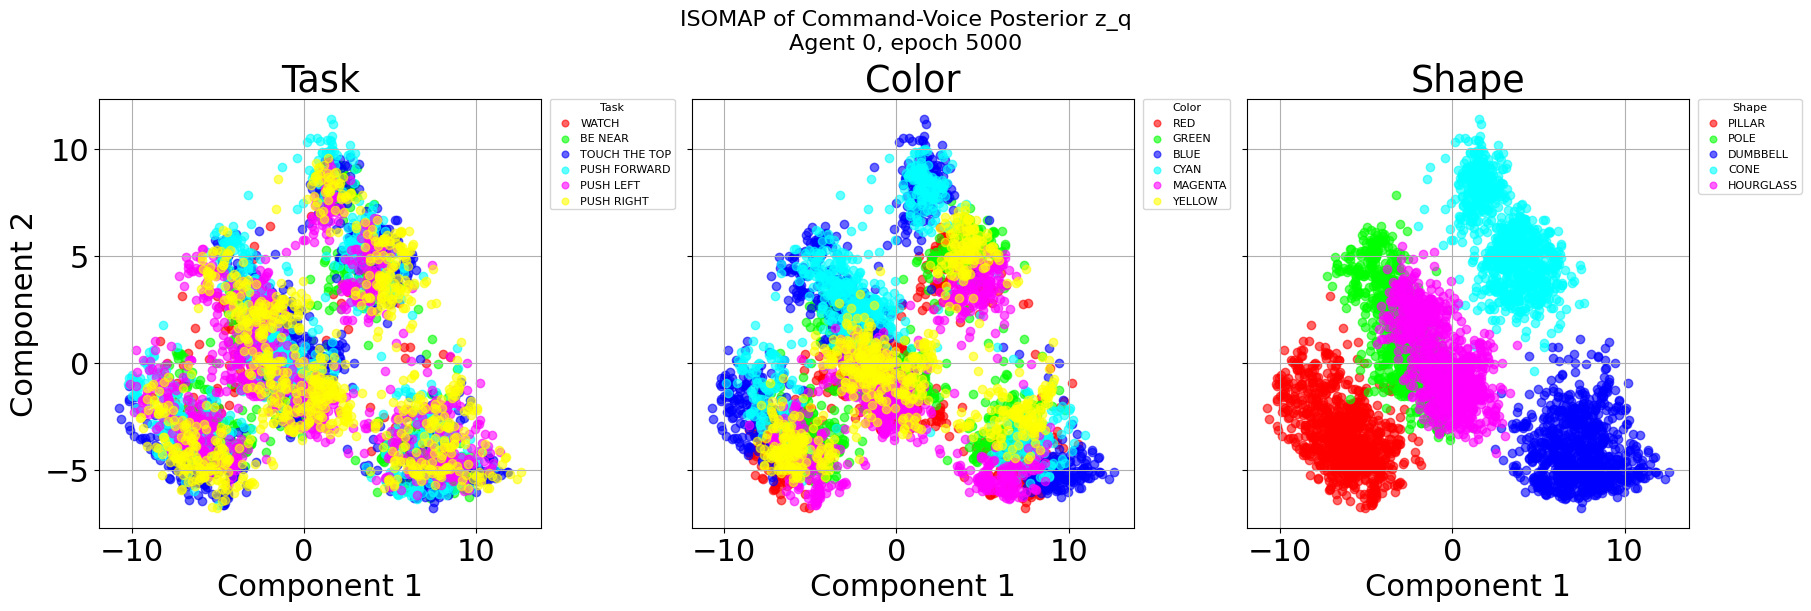 ISOMAP of Command-Voice Posterior z_q
Agent 0, epoch 5000
Task
Color
Shape
Task
WATCH
BE NEAR
TOUCH THE TOP
PUSH FORWARD
PUSH LEFT
PUSH RIGHT
Color
RED
GREEN
BLUE
CYAN
MAGENTA
YELLOW
Shape
PILLAR
POLE
DUMBBELL
CONE
HOURGLASS
Component 2
10
5
0
−5
−10 0 10
−10 0 10
−10 0 10
Component 1
Component 1
Component 1